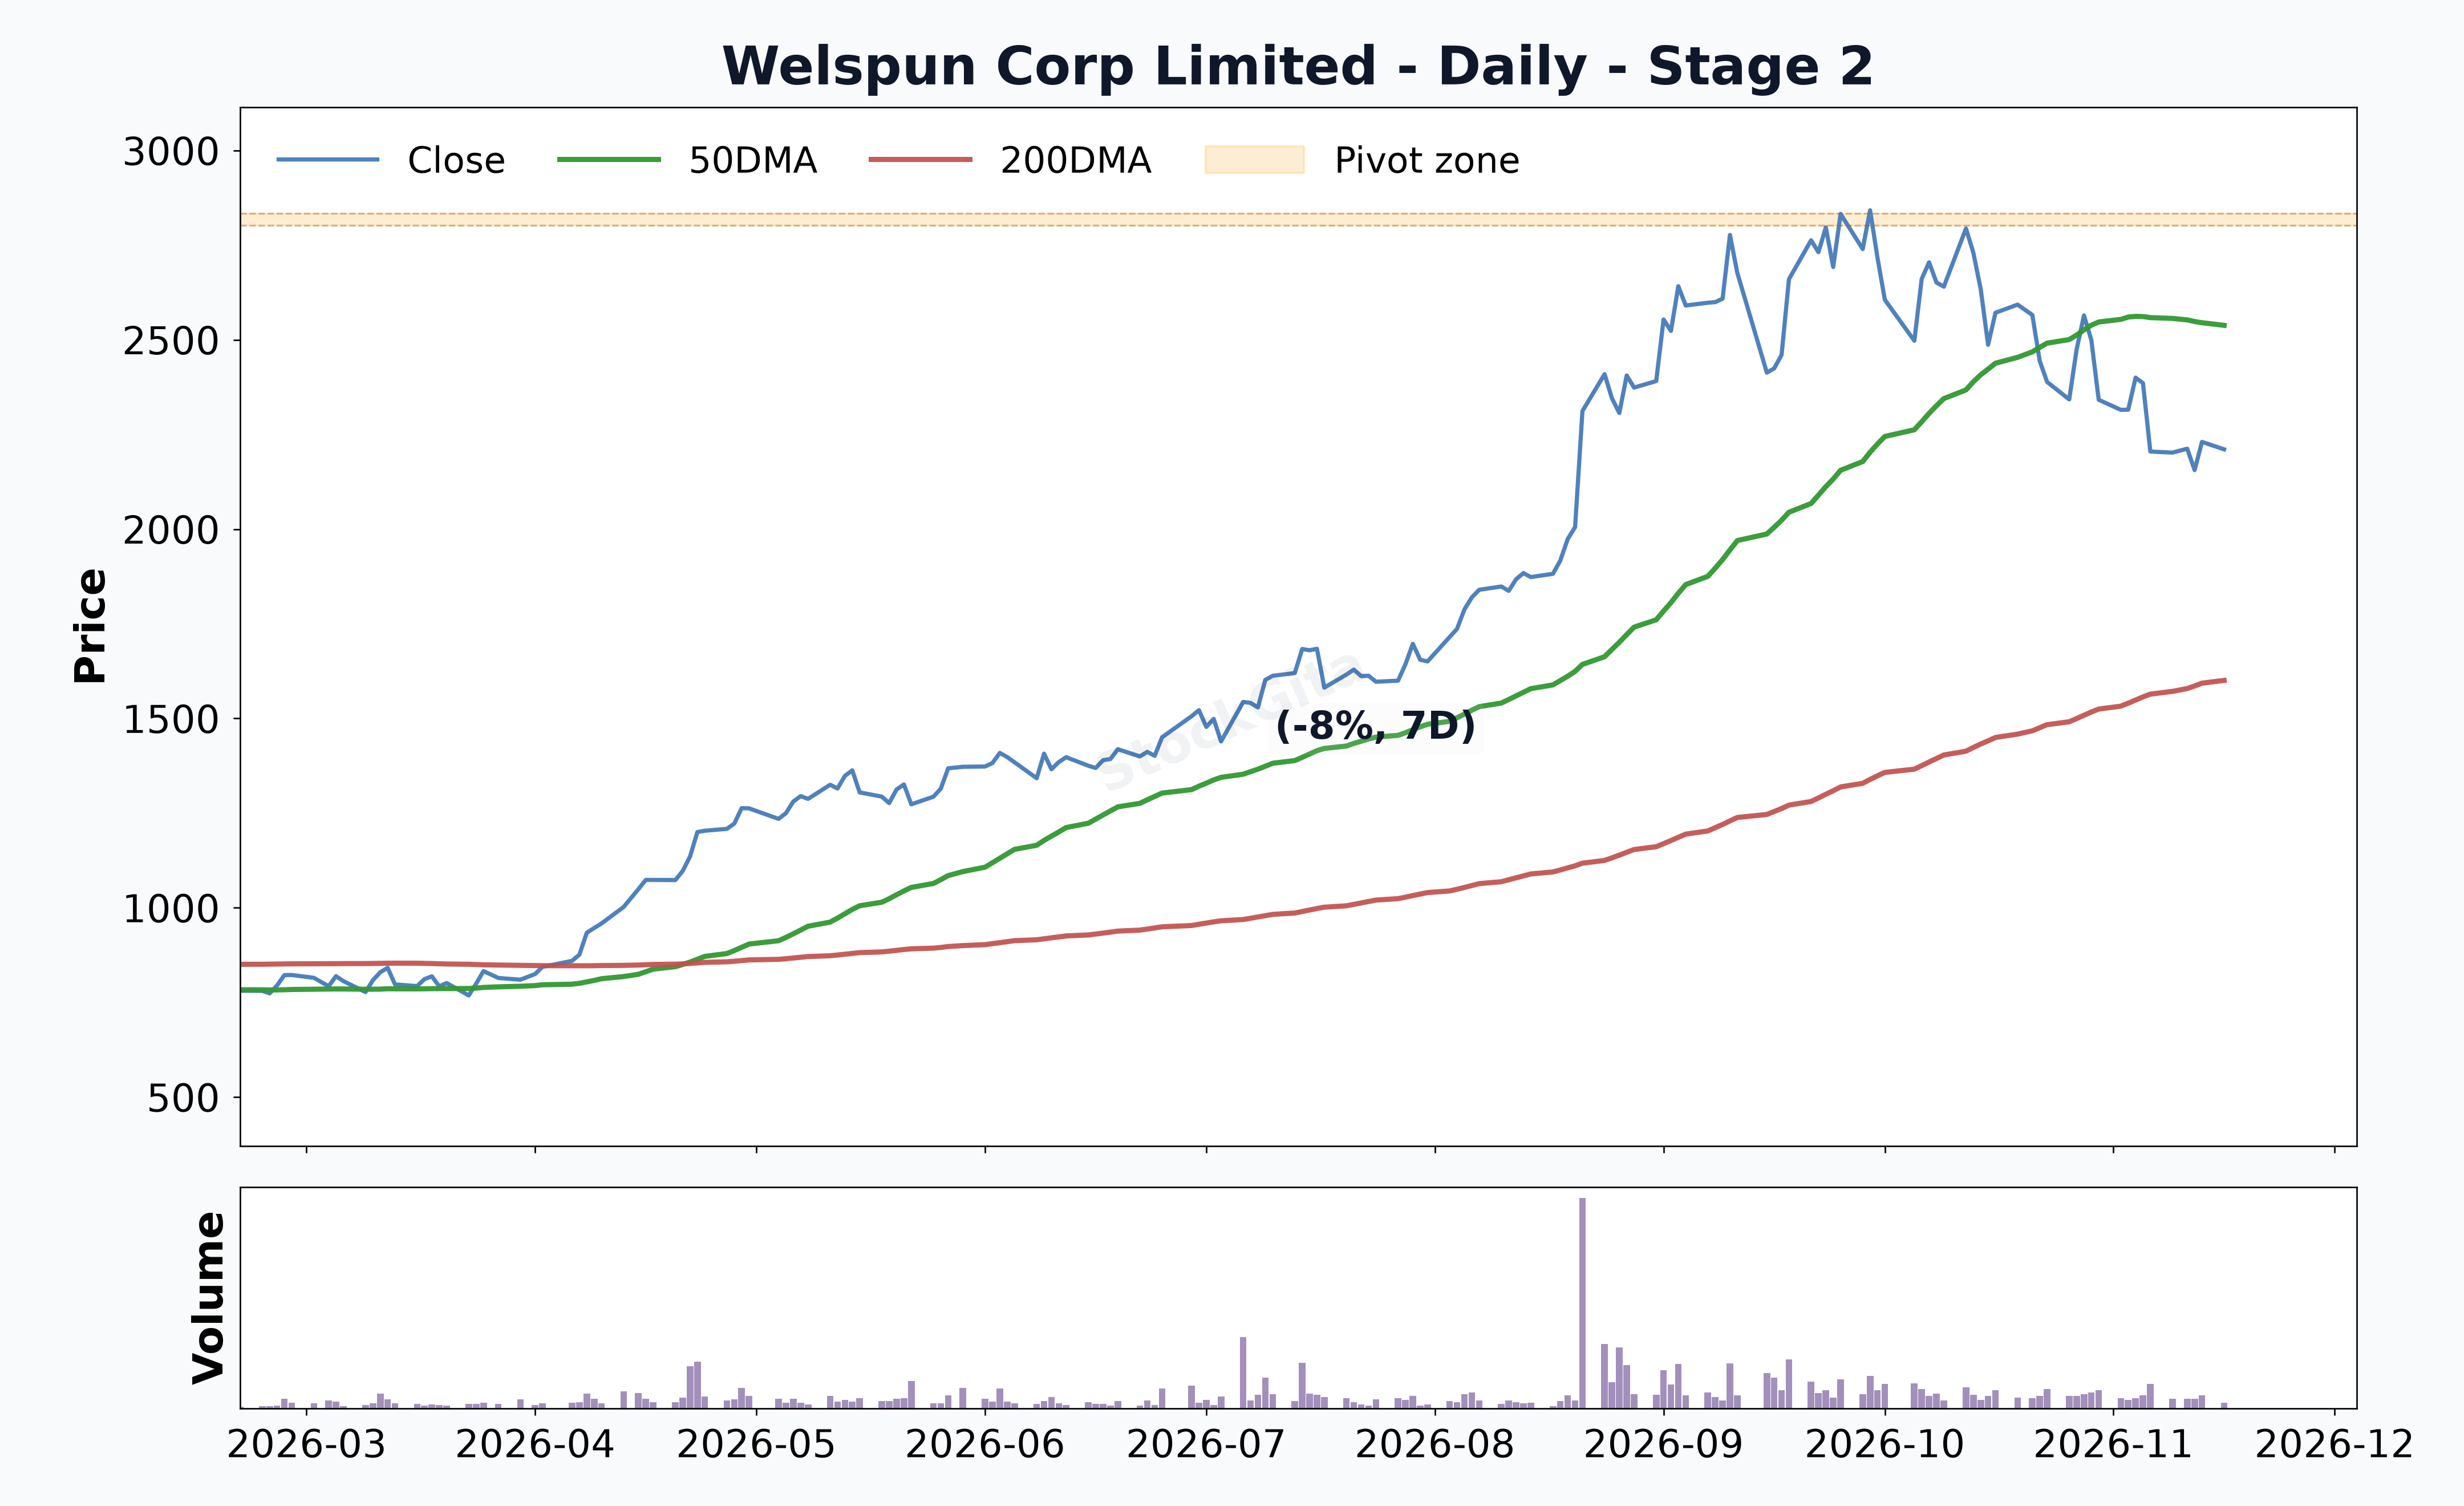 Welspun Corp Limited - Daily - Stage 2
Close 50DMA 200DMA Pivot zone
3000
2500
2000
1500
1000
500
Price
StockGita
(-8%, 7D)
Volume
2026-03 2026-04 2026-05 2026-06 2026-07 2026-08 2026-09 2026-10 2026-11 2026-12